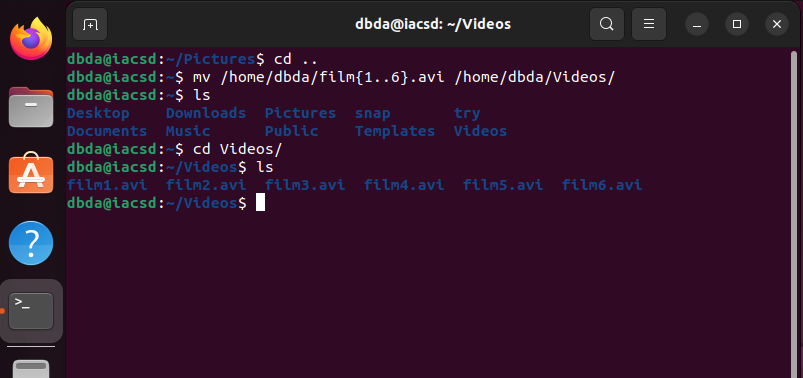 dbda@iacsd: ~/Videos
dbda@iacsd:~/Pictures$ cd ..
dbda@iacsd:~$ mv /home/dbda/film{1..6}.avi /home/dbda/Videos/
dbda@iacsd:~$ ls
Desktop Downloads Pictures snap try
Documents Music Public Templates Videos
dbda@iacsd:~$ cd Videos/
dbda@iacsd:~/Videos$ ls
film1.avi film2.avi film3.avi film4.avi film5.avi film6.avi
dbda@iacsd:~/Videos$